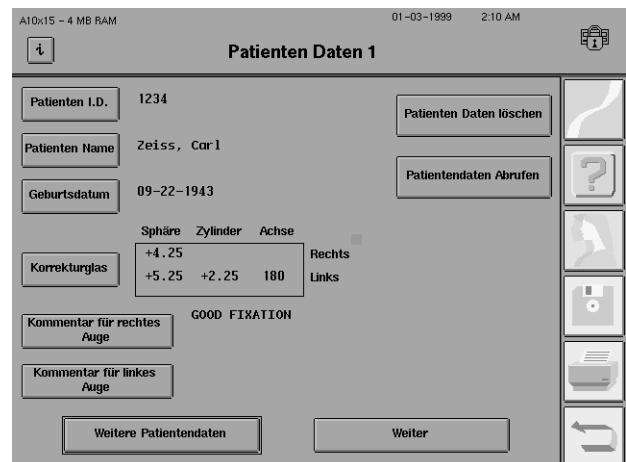 A10x15 - 4 MB RAM 01-03-1999 2:10 AM
i Patienten Daten 1
Patienten I.D. 1234
Patienten Daten löschen
Patienten Name Zeiss, Carl
Patientendaten Abrufen
Geburtsdatum 09-22-1943
Sphäre Zylinder Achse
+4.25 Rechts
Korrekturglas
+5.25 +2.25 180 Links
Kommentar für rechtes
Auge
GOOD FIXATION
Kommentar für linkes
Auge
Weitere Patientendaten Weiter